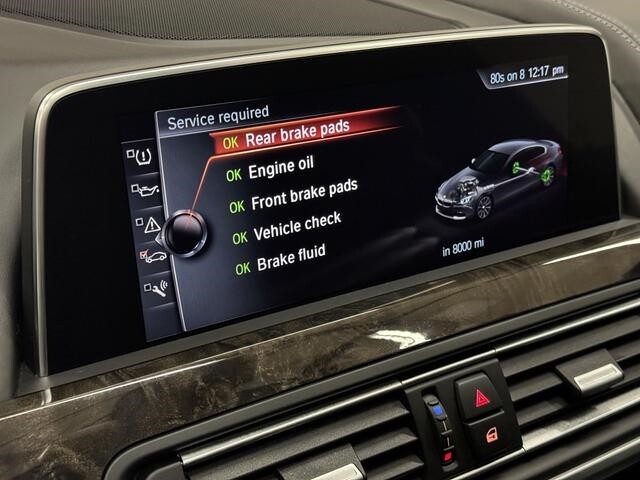 80s on 8 12:17 pm
Service required
OK Rear brake pads
OK Engine oil
OK Front brake pads
OK Vehicle check
OK Brake fluid
in 8000 mi